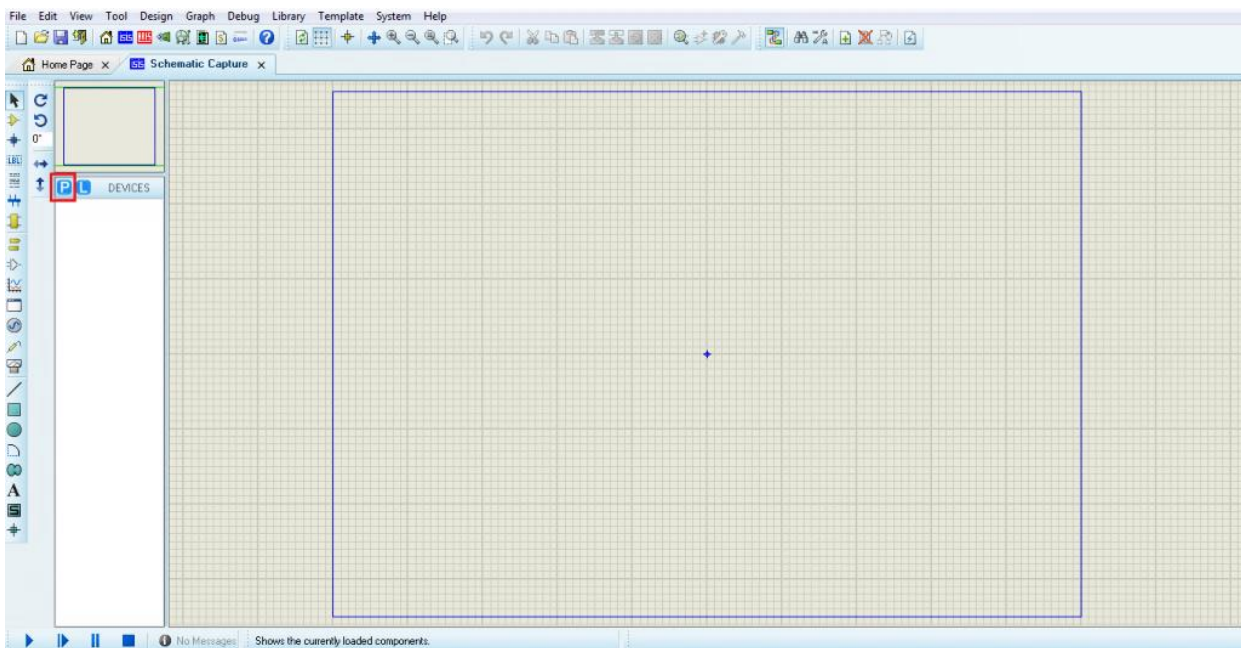 File Edit View Tool Design Graph Debug Library Template System Help
Home Page x ISIS Schematic Capture x
0°
LBL
P L DEVICES
A
S
No Messages Shows the currently loaded components.